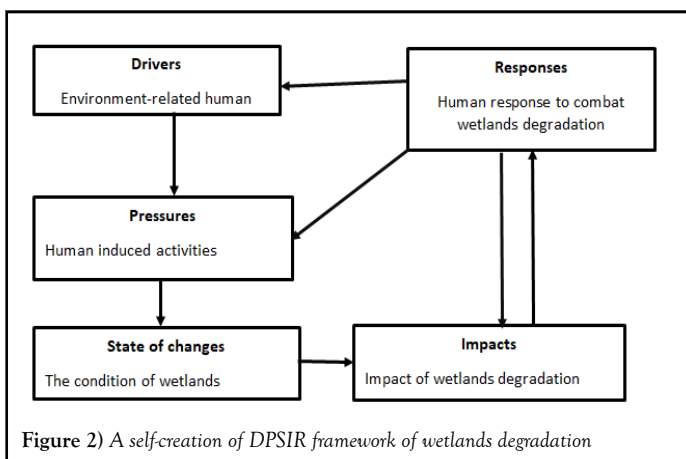 Drivers
Environment-related human
Responses
Human response to combat
wetlands degradation
Pressures
Human induced activities
State of changes
The condition of wetlands
Impacts
Impact of wetlands degradation
Figure 2) A self-creation of DPSIR framework of wetlands degradation